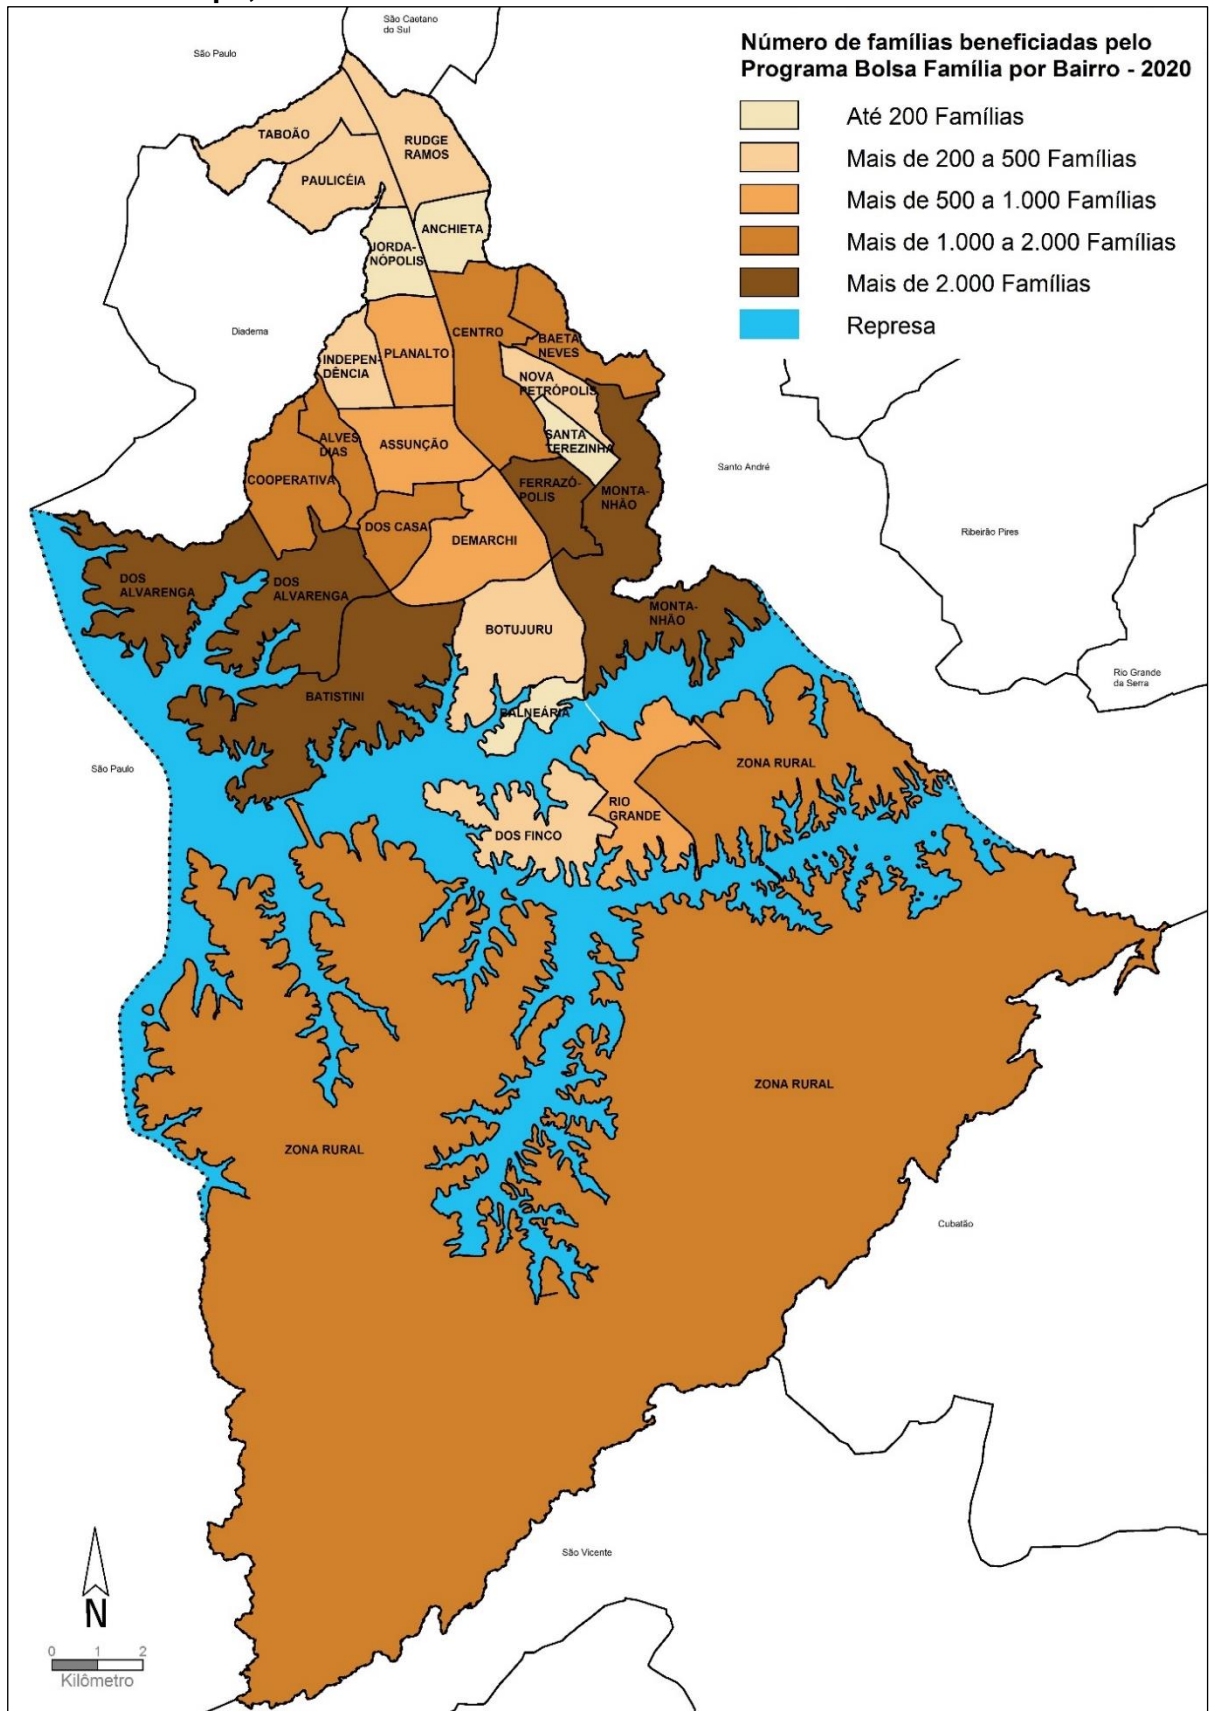 São Caetano
do Sul
São Paulo
Número de famílias beneficiadas pelo
Programa Bolsa Família por Bairro - 2020
Até 200 Famílias
Mais de 200 a 500 Famílias
Mais de 500 a 1.000 Famílias
Mais de 1.000 a 2.000 Famílias
Mais de 2.000 Famílias
Represa
TABOÃO
RUDGE
RAMOS
PAULICÉIA
ANCHIETA
JORDA-
NÓPOLIS
Diadema
CENTRO
BAETA
NEVES
PLANALTO
INDEPEN-
DÊNCIA
NOVA
PETRÓPOLIS
SANTA
TEREZINHA
ALVES
DIAS
ASSUNÇÃO
COOPERATIVA
FERRAZÓ-
POLIS
MONTA-
NHÃO
Santo André
DOS CASA
DEMARCHI
Ribeirão Pires
DOS
ALVARENGA
DOS
ALVARENGA
MONTA-
NHÃO
BOTUJURU
Rio Grande
da Serra
BATISTINI
BALNEÁRIA
São Paulo
ZONA RURAL
RIO
GRANDE
DOS FINCO
ZONA RURAL
ZONA RURAL
Cubatão
São Vicente
N
0 1 2
Kilômetro